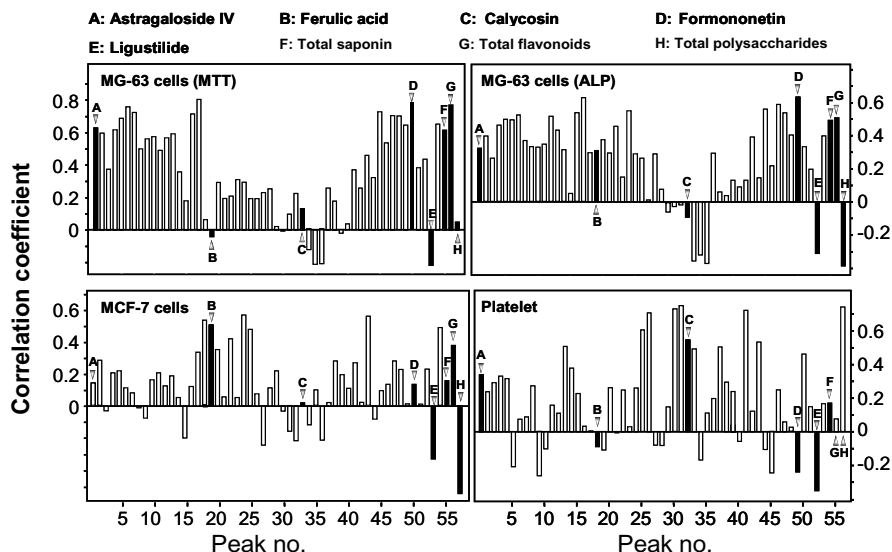 A: Astragaloside IV B: Ferulic acid C: Calycosin D: Formononetin
E: Ligustilide F: Total saponin G: Total flavonoids H: Total polysaccharides
Correlation coefficient
MG-63 cells (MTT)
0.8
0.6
0.4
0.2
0
A B C D E F G H
MG-63 cells (ALP)
0.6
0.4
0.2
0
-0.2
A B C D E F G H
MCF-7 cells
0.6
0.4
0.2
0
A B C D E F G H
5 10 15 20 25 30 35 40 45 50 55
Peak no.
Platelet
0.6
0.4
0.2
0
-0.2
A B C D E F GH
5 10 15 20 25 30 35 40 45 50 55
Peak no.